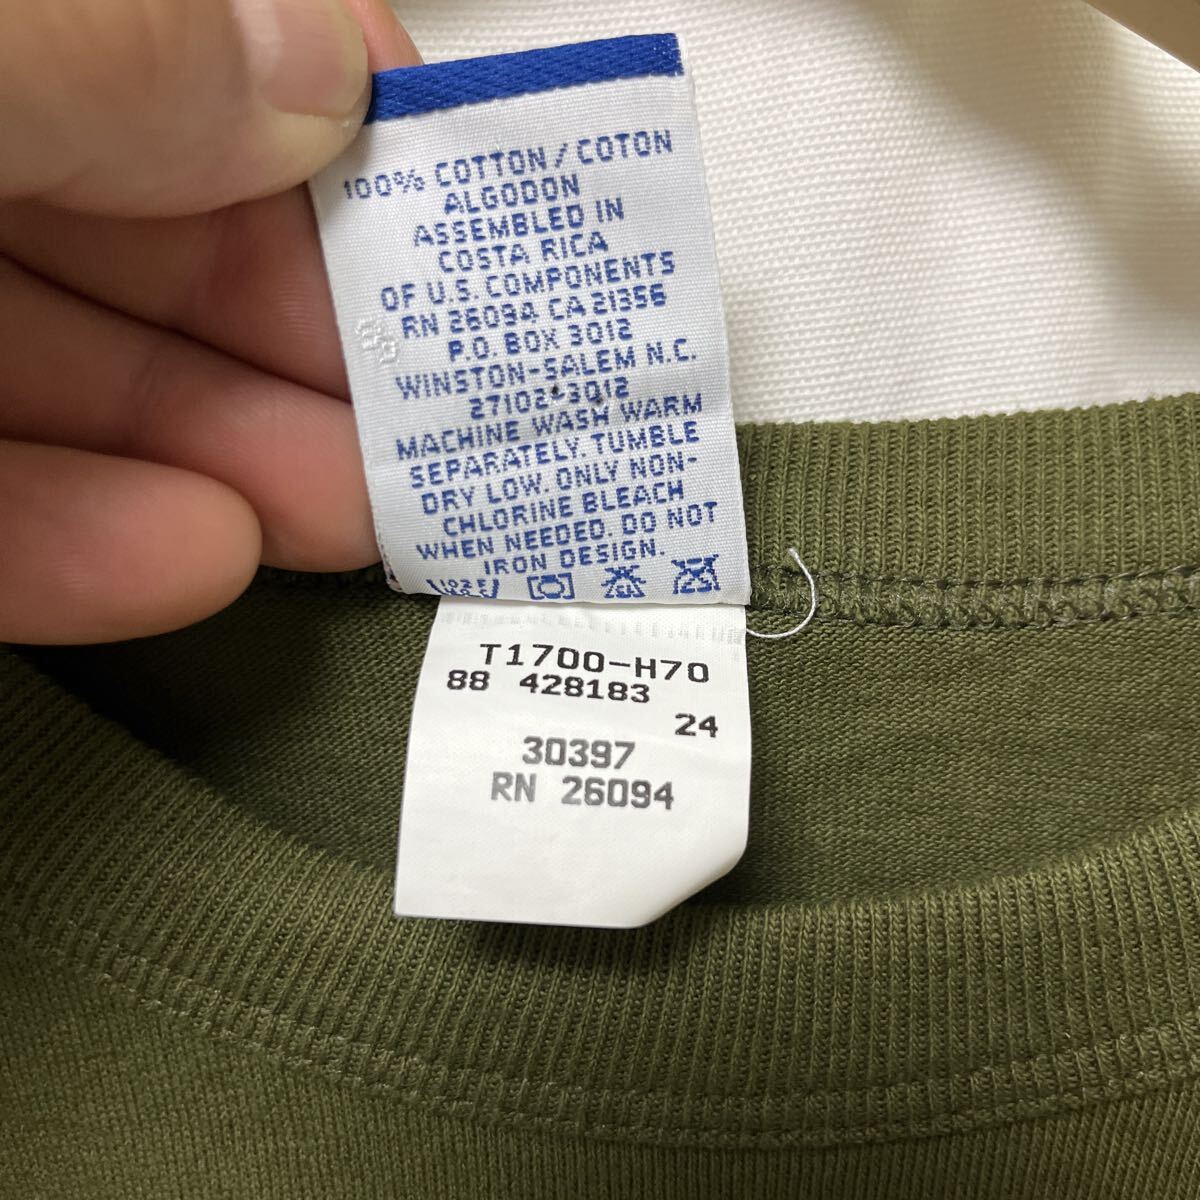 100% COTTON / COTON
ALGODON
ASSEMBLED IN
COSTA RICA
OF U.S. COMPONENTS
RN 26094 CA 21356
P.O. BOX 3012
WINSTON-SALEM N.C.
27102-3012
MACHINE WASH WARM
SEPARATELY. TUMBLE
DRY LOW. ONLY NON-
CHLORINE BLEACH
WHEN NEEDED. DO NOT
IRON DESIGN.
T1700-H70
88 428183
24
30397
RN 26094